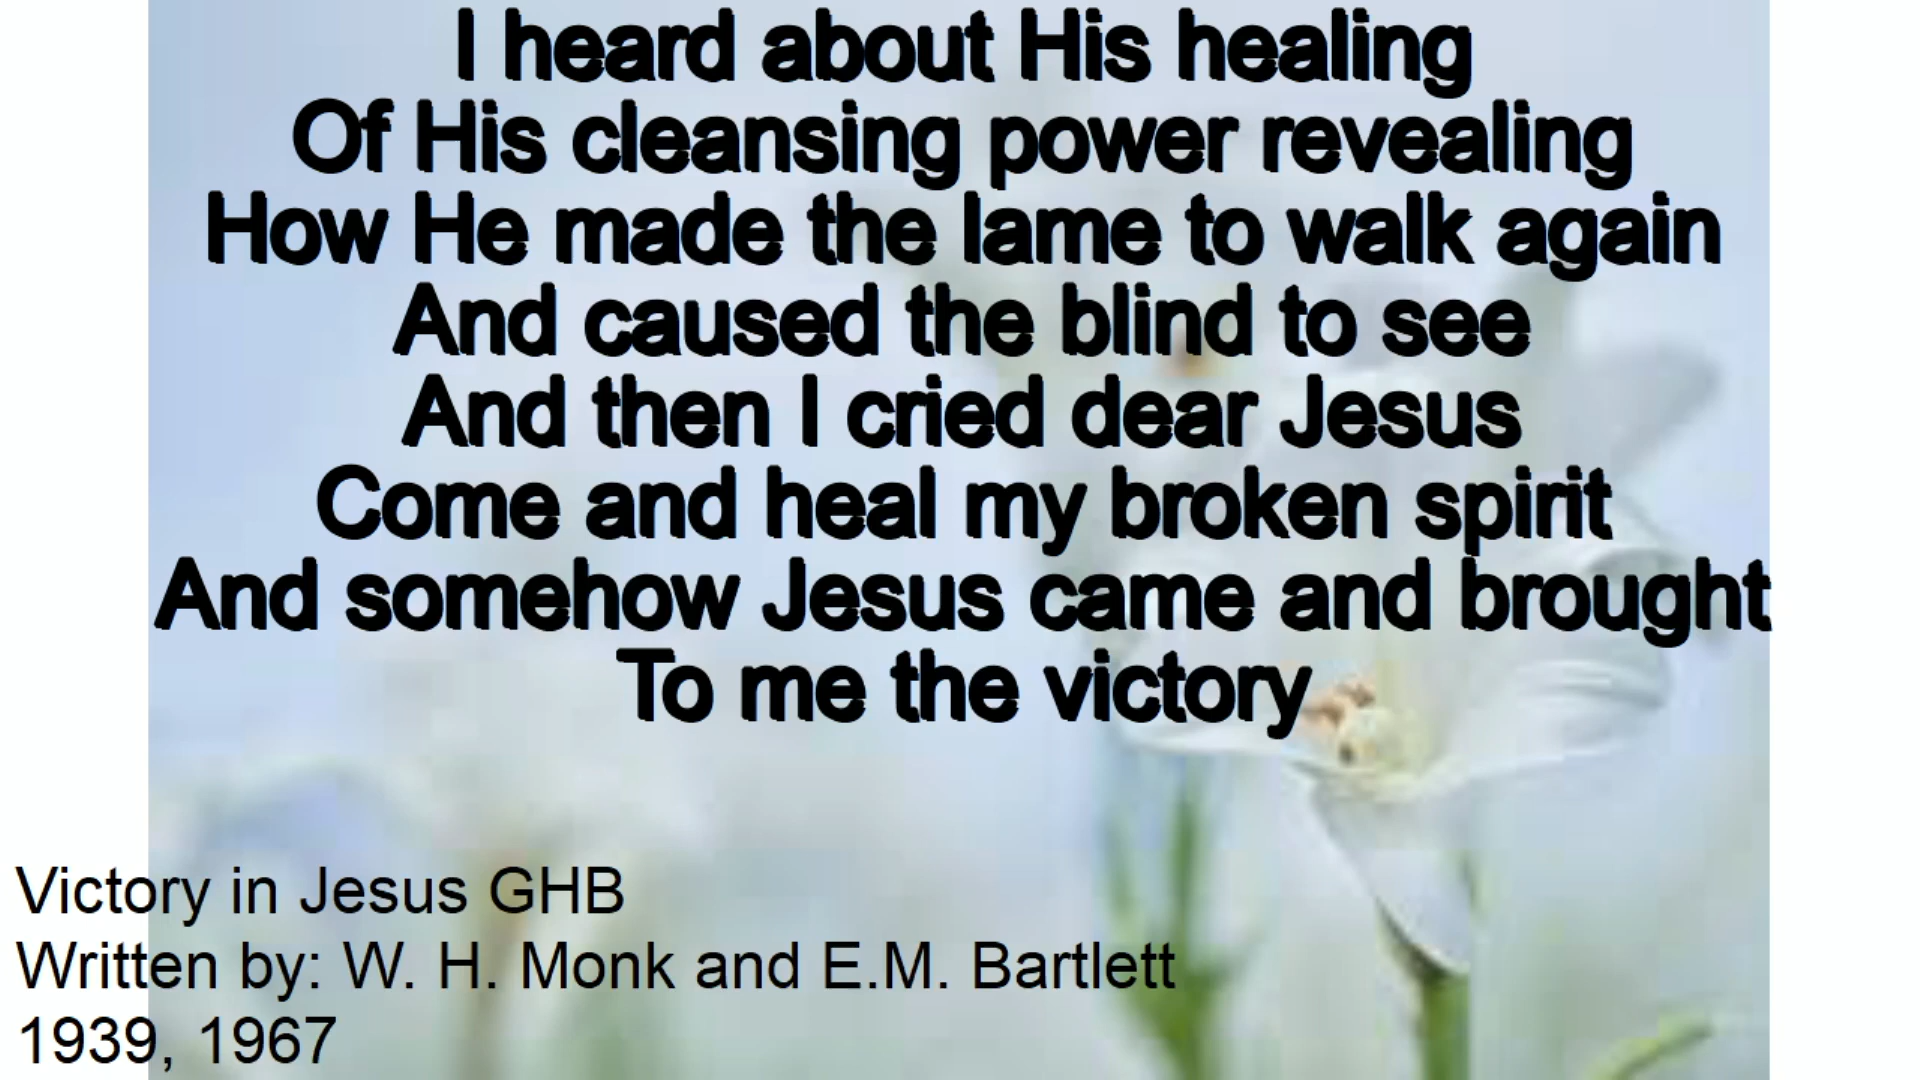 I heard about His healing
Of His cleansing power revealing
How He made the lame to walk again
And caused the blind to see
And then I cried dear Jesus
Come and heal my broken spirit
And somehow Jesus came and brought
To me the victory
Victory in Jesus GHB
Written by: W. H. Monk and E.M. Bartlett
1939, 1967